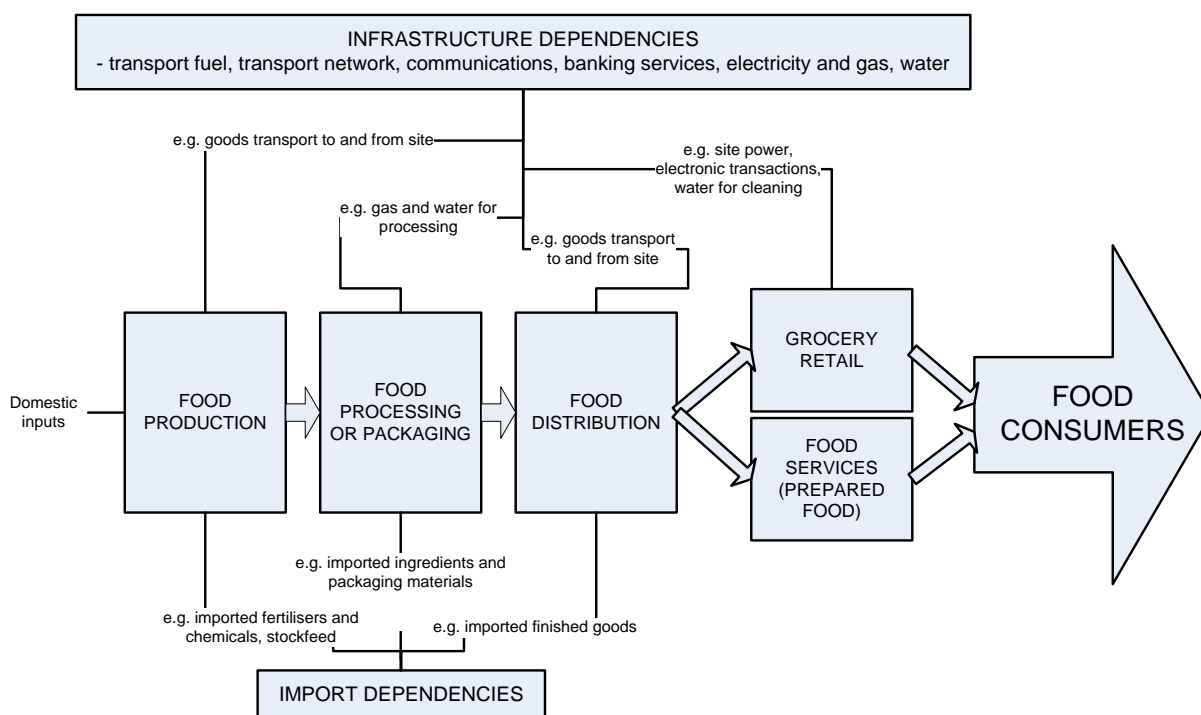 INFRASTRUCTURE DEPENDENCIES
- transport fuel, transport network, communications, banking services, electricity and gas, water
e.g. goods transport to and from site
e.g. site power,
electronic transactions,
water for cleaning
e.g. gas and water for
processing
e.g. goods transport
to and from site
Domestic
inputs
FOOD
PRODUCTION
FOOD
PROCESSING
OR PACKAGING
FOOD
DISTRIBUTION
GROCERY
RETAIL
FOOD
SERVICES
(PREPARED
FOOD)
FOOD
CONSUMERS
e.g. imported ingredients and
packaging materials
e.g. imported fertilisers and
chemicals, stockfeed
e.g. imported finished goods
IMPORT DEPENDENCIES